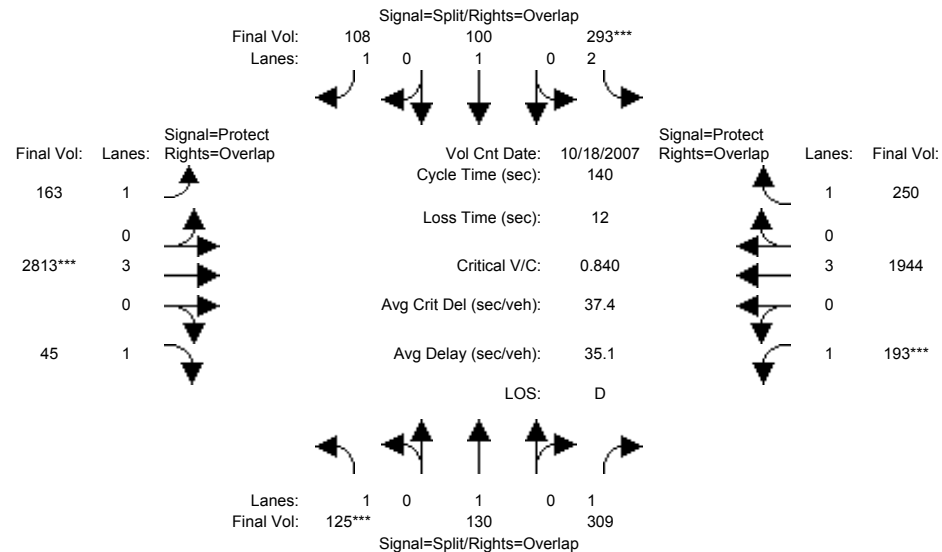 Signal=Split/Rights=Overlap
Final Vol: 108 100 293***
Lanes: 1 0 1 0 2
Signal=Protect Signal=Protect
Final Vol: Lanes: Rights=Overlap Vol Cnt Date: 10/18/2007 Rights=Overlap Lanes: Final Vol:
Cycle Time (sec): 140
163 1 1 250
Loss Time (sec): 12
0 0
2813*** 3 Critical V/C: 0.840 3 1944
0 Avg Crit Del (sec/veh): 37.4 0
45 1 Avg Delay (sec/veh): 35.1 1 193***
LOS: D
Lanes: 1 0 1 0 1
Final Vol: 125*** 130 309
Signal=Split/Rights=Overlap